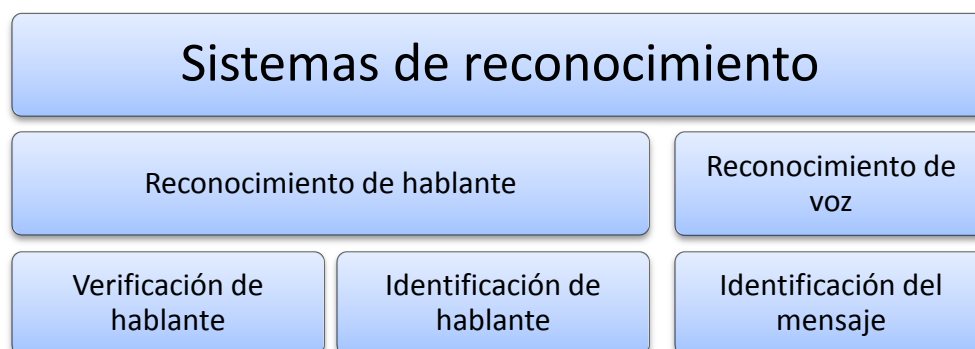 Sistemas de reconocimiento
Reconocimiento de hablante
Reconocimiento de
voz
Verificación de
hablante
Identificación de
hablante
Identificación del
mensaje